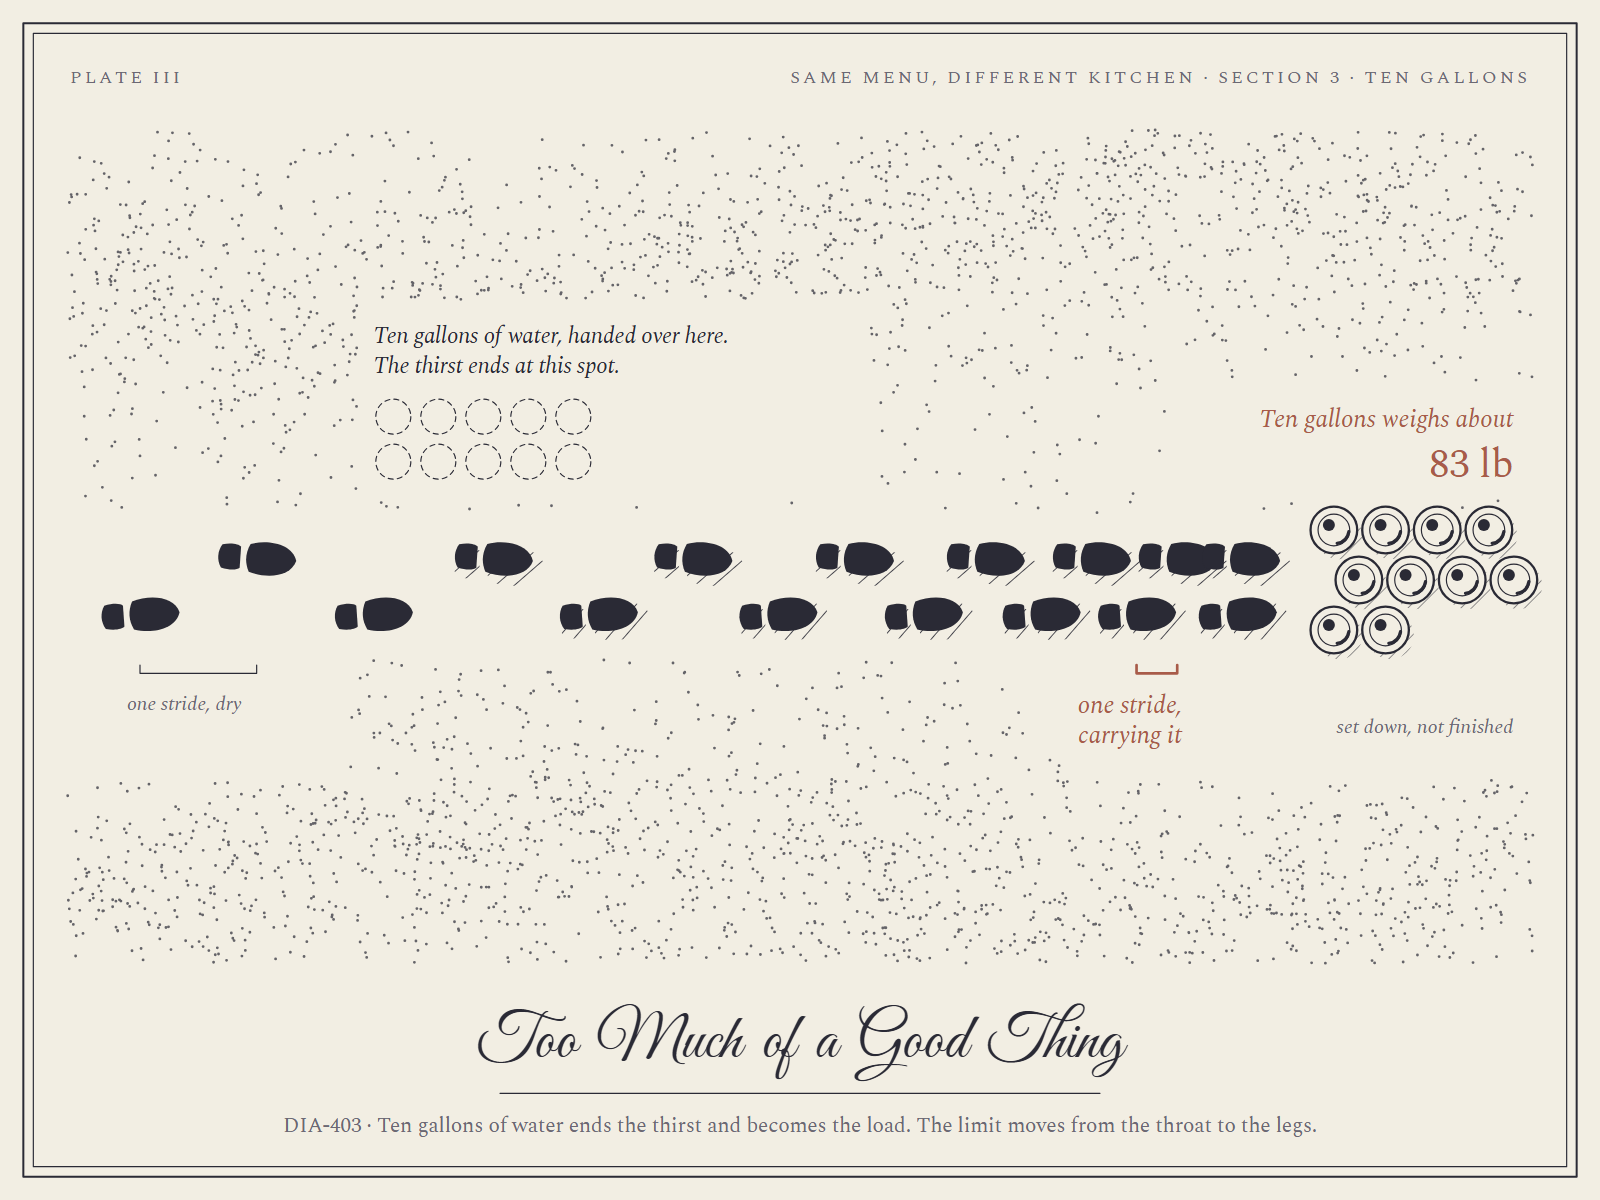 PLATE III
SAME MENU, DIFFERENT KITCHEN · SECTION 3 · TEN GALLONS
Ten gallons of water, handed over here.
The thirst ends at this spot.
Ten gallons weighs about
83 lb
one stride, dry
one stride,
carrying it
set down, not finished
Too Much of a Good Thing
DIA-403 · Ten gallons of water ends the thirst and becomes the load. The limit moves from the throat to the legs.